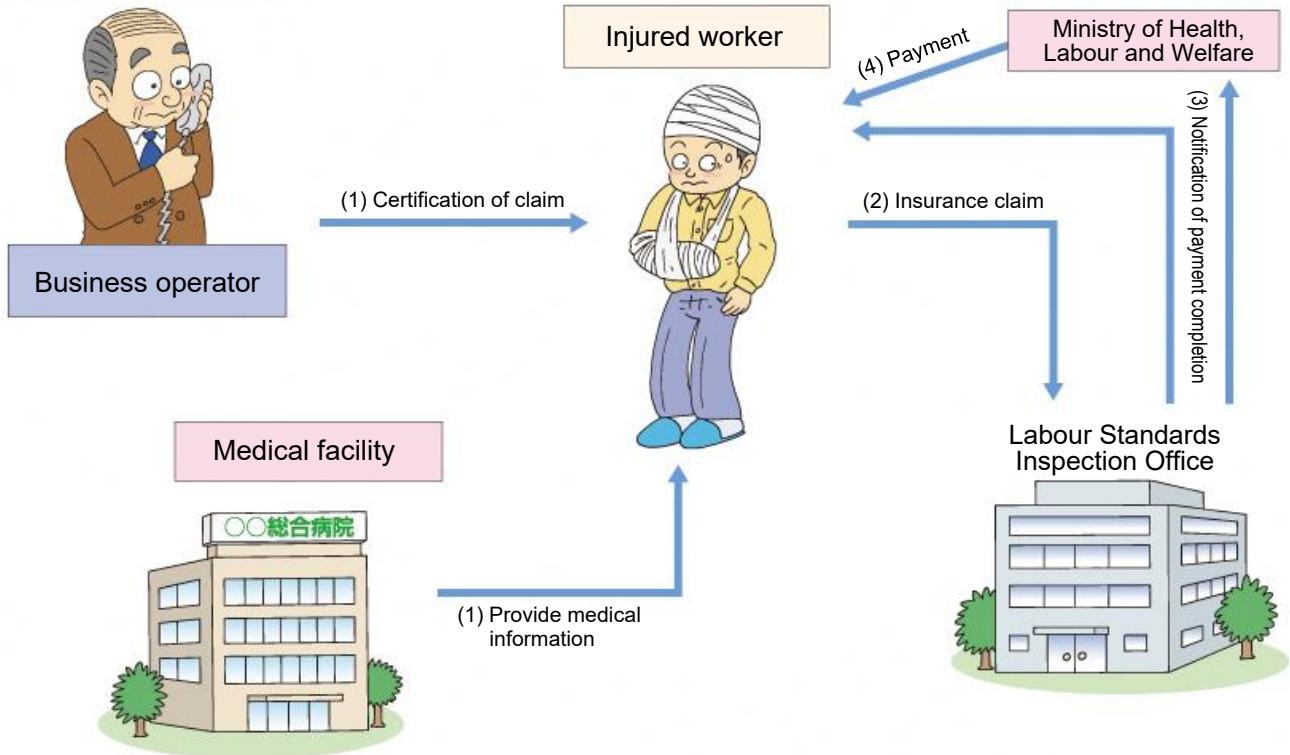 Injured worker
Ministry of Health,
Labour and Welfare
(4) Payment
(3) Notification of payment completion
(1) Certification of claim
(2) Insurance claim
Business operator
Medical facility
Labour Standards
Inspection Office
○○総合病院
(1) Provide medical
information